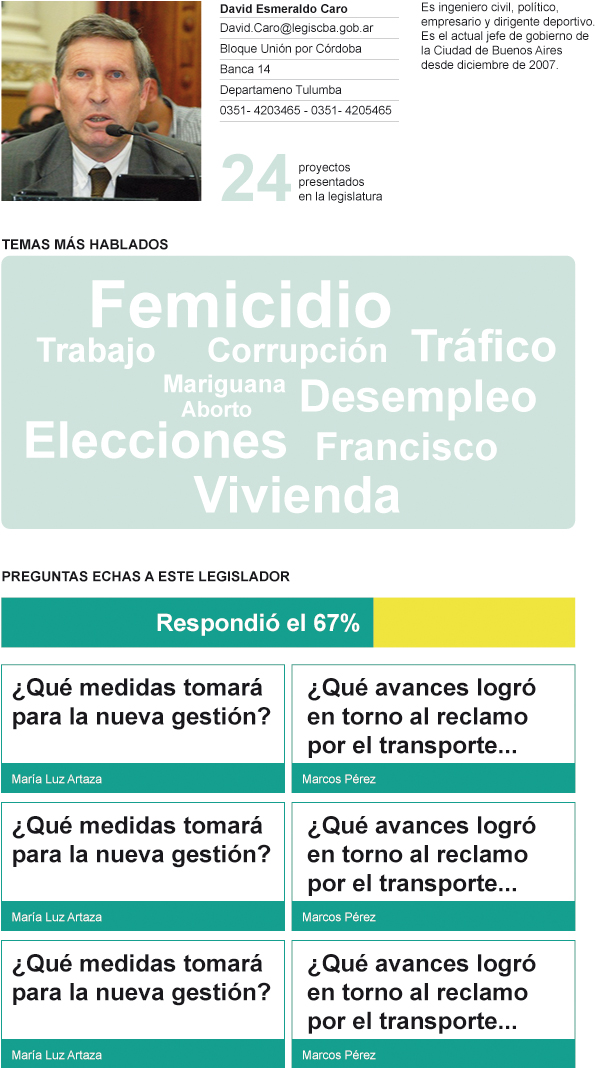 David Esmeraldo Caro
David.Caro@legiscba.gob.ar
Bloque Unión por Córdoba
Banca 14
Departameno Tulumba
0351- 4203465 - 0351- 4205465
Es ingeniero civil, político,
empresario y dirigente deportivo.
Es el actual jefe de gobierno de
la Ciudad de Buenos Aires
desde diciembre de 2007.
24
proyectos
presentados
en la legislatura
TEMAS MÁS HABLADOS
Femicidio
Trabajo Corrupción Tráfico
Mariguana
Aborto
Desempleo
Elecciones Francisco
Vivienda
PREGUNTAS ECHAS A ESTE LEGISLADOR
Respondió el 67%
¿Qué medidas tomará
para la nueva gestión?
María Luz Artaza
¿Qué avances logró
en torno al reclamo
por el transporte...
Marcos Pérez
¿Qué medidas tomará
para la nueva gestión?
María Luz Artaza
¿Qué avances logró
en torno al reclamo
por el transporte...
Marcos Pérez
¿Qué medidas tomará
para la nueva gestión?
María Luz Artaza
¿Qué avances logró
en torno al reclamo
por el transporte...
Marcos Pérez